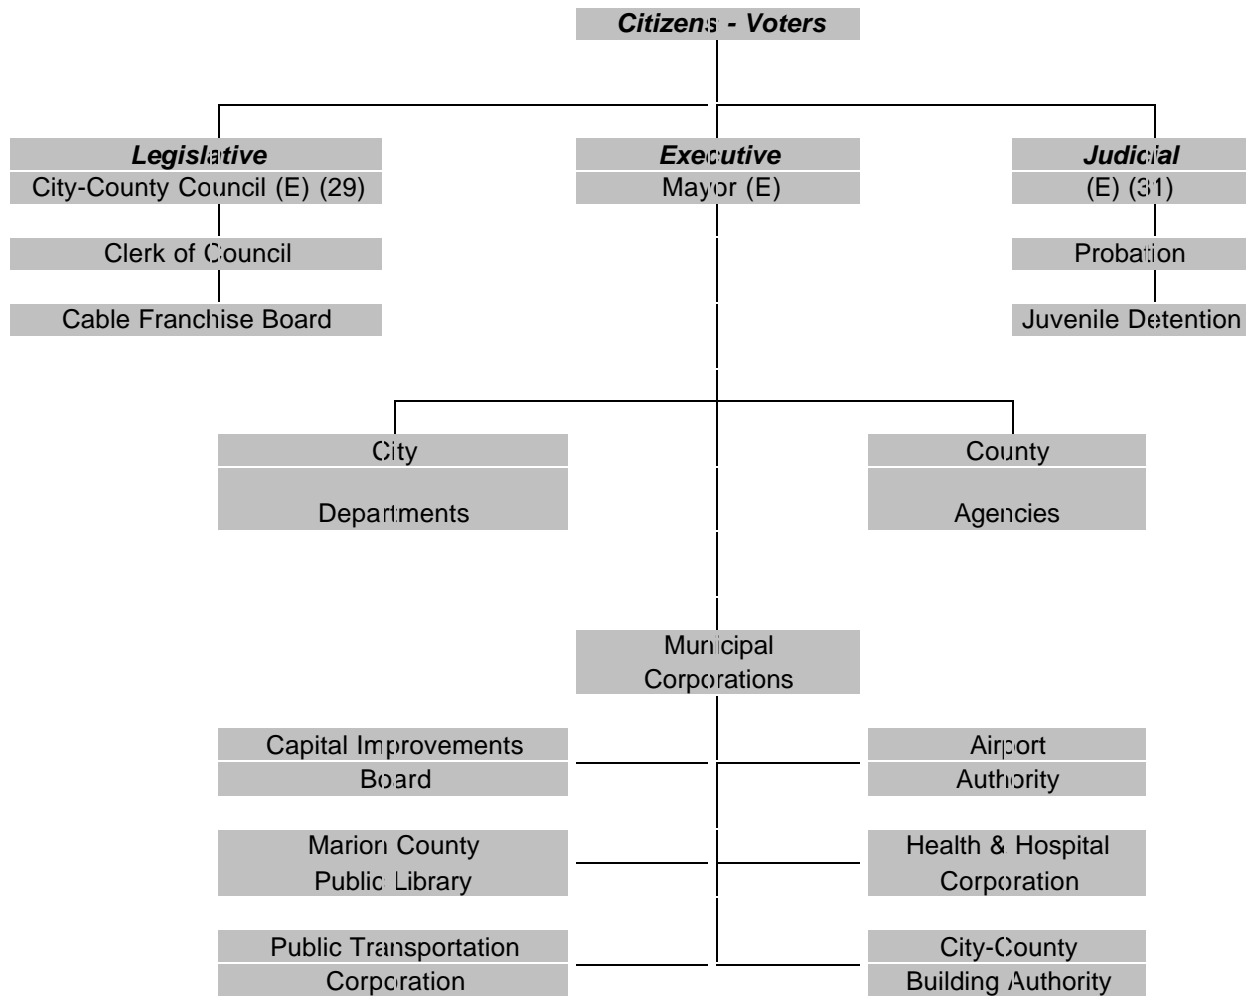 Citizens - Voters
Legislative
City-County Council (E) (29)
Clerk of Council
Cable Franchise Board
Executive
Mayor (E)
Judicial
(E) (31)
Probation
Juvenile Detention
City
Departments
County
Agencies
Municipal
Corporations
Capital Improvements
Board
Airport
Authority
Marion County
Public Library
Health & Hospital
Corporation
Public Transportation
Corporation
City-County
Building Authority